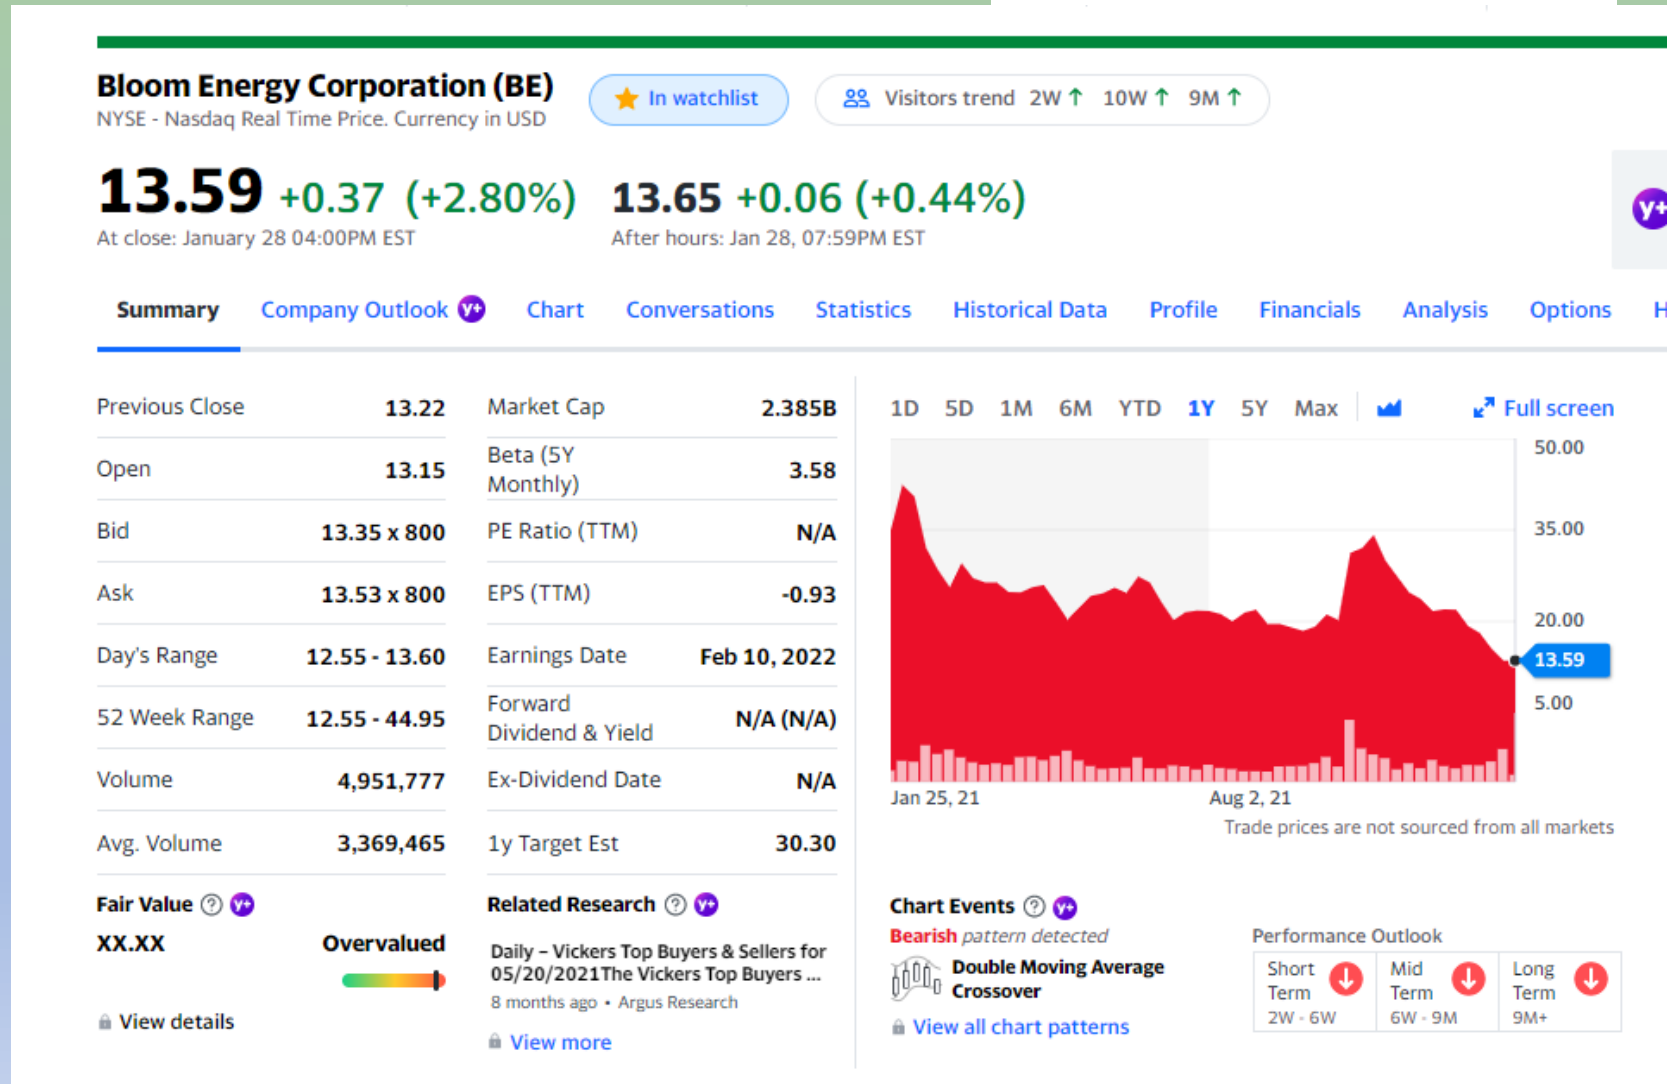 Bloom Energy Corporation (BE)
In watchlist
Visitors trend 2W ↑ 10W ↑ 9M ↑
NYSE - Nasdaq Real Time Price. Currency in USD
13.59 +0.37 (+2.80%)
13.65 +0.06 (+0.44%)
At close: January 28 04:00PM EST
After hours: Jan 28, 07:59PM EST
y+
Summary Company Outlook y+ Chart Conversations Statistics Historical Data Profile Financials Analysis Options H
Previous Close 13.22
Open 13.15
Bid 13.35 x 800
Ask 13.53 x 800
Day's Range 12.55 - 13.60
52 Week Range 12.55 - 44.95
Volume 4,951,777
Avg. Volume 3,369,465
Market Cap 2.385B
Beta (5Y
Monthly) 3.58
PE Ratio (TTM) N/A
EPS (TTM) -0.93
Earnings Date Feb 10, 2022
Forward
Dividend & Yield N/A (N/A)
Ex-Dividend Date N/A
1y Target Est 30.30
1D 5D 1M 6M YTD 1Y 5Y Max Full screen
50.00
35.00
20.00
13.59
5.00
Jan 25, 21 Aug 2, 21
Trade prices are not sourced from all markets
Fair Value ? y+
XX.XX Overvalued
View details
Related Research ? y+
Daily – Vickers Top Buyers & Sellers for
05/20/2021The Vickers Top Buyers ...
8 months ago • Argus Research
View more
Chart Events ? y+
Bearish pattern detected
Double Moving Average
Crossover
View all chart patterns
Performance Outlook
Short
Term
2W - 6W
Mid
Term
6W - 9M
Long
Term
9M+